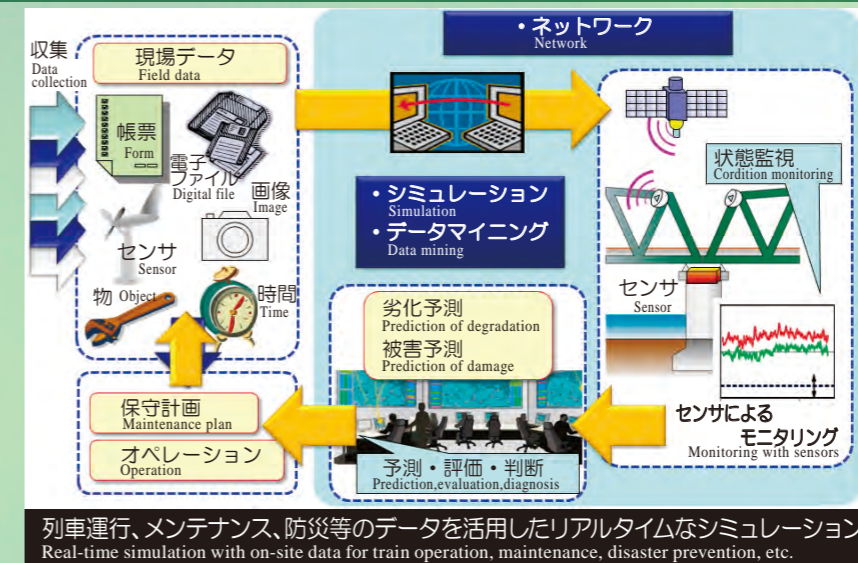 ・ネットワーク
Network
収集
Data
collection
現場データ
Field data
帳票
Form
電子
ファイル
Digital file
画像
Image
センサ
Sensor
物 Object
時間
Time
・シミュレーション
Simulation
・データマイニング
Data mining
状態監視
Cordition monitoring
センサ
Sensor
劣化予測
Prediction of degradation
被害予測
Prediction of damage
保守計画
Maintenance plan
オペレーション
Operation
予測・評価・判断
Prediction,evaluation,diagnosis
センサによる
モニタリング
Monitoring with sensors
列車運行、メンテナンス、防災等のデータを活用したリアルタイムなシミュレーション
Real-time simulation with on-site data for train operation, maintenance, disaster prevention, etc.